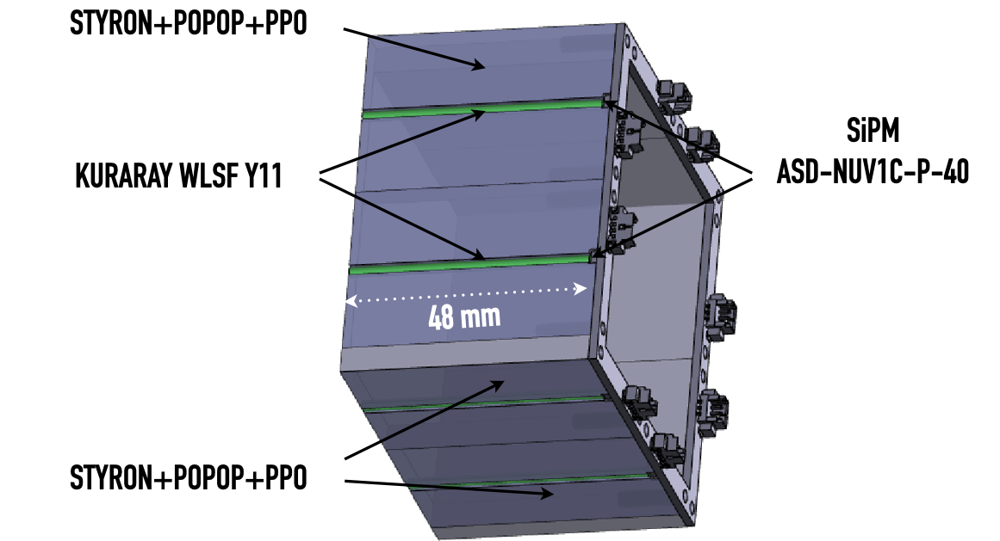 STYRON+POPOP+PPO
KURARAY WLSF Y11
SiPM
ASD-NUV1C-P-40
48 mm
STYRON+POPOP+PPO